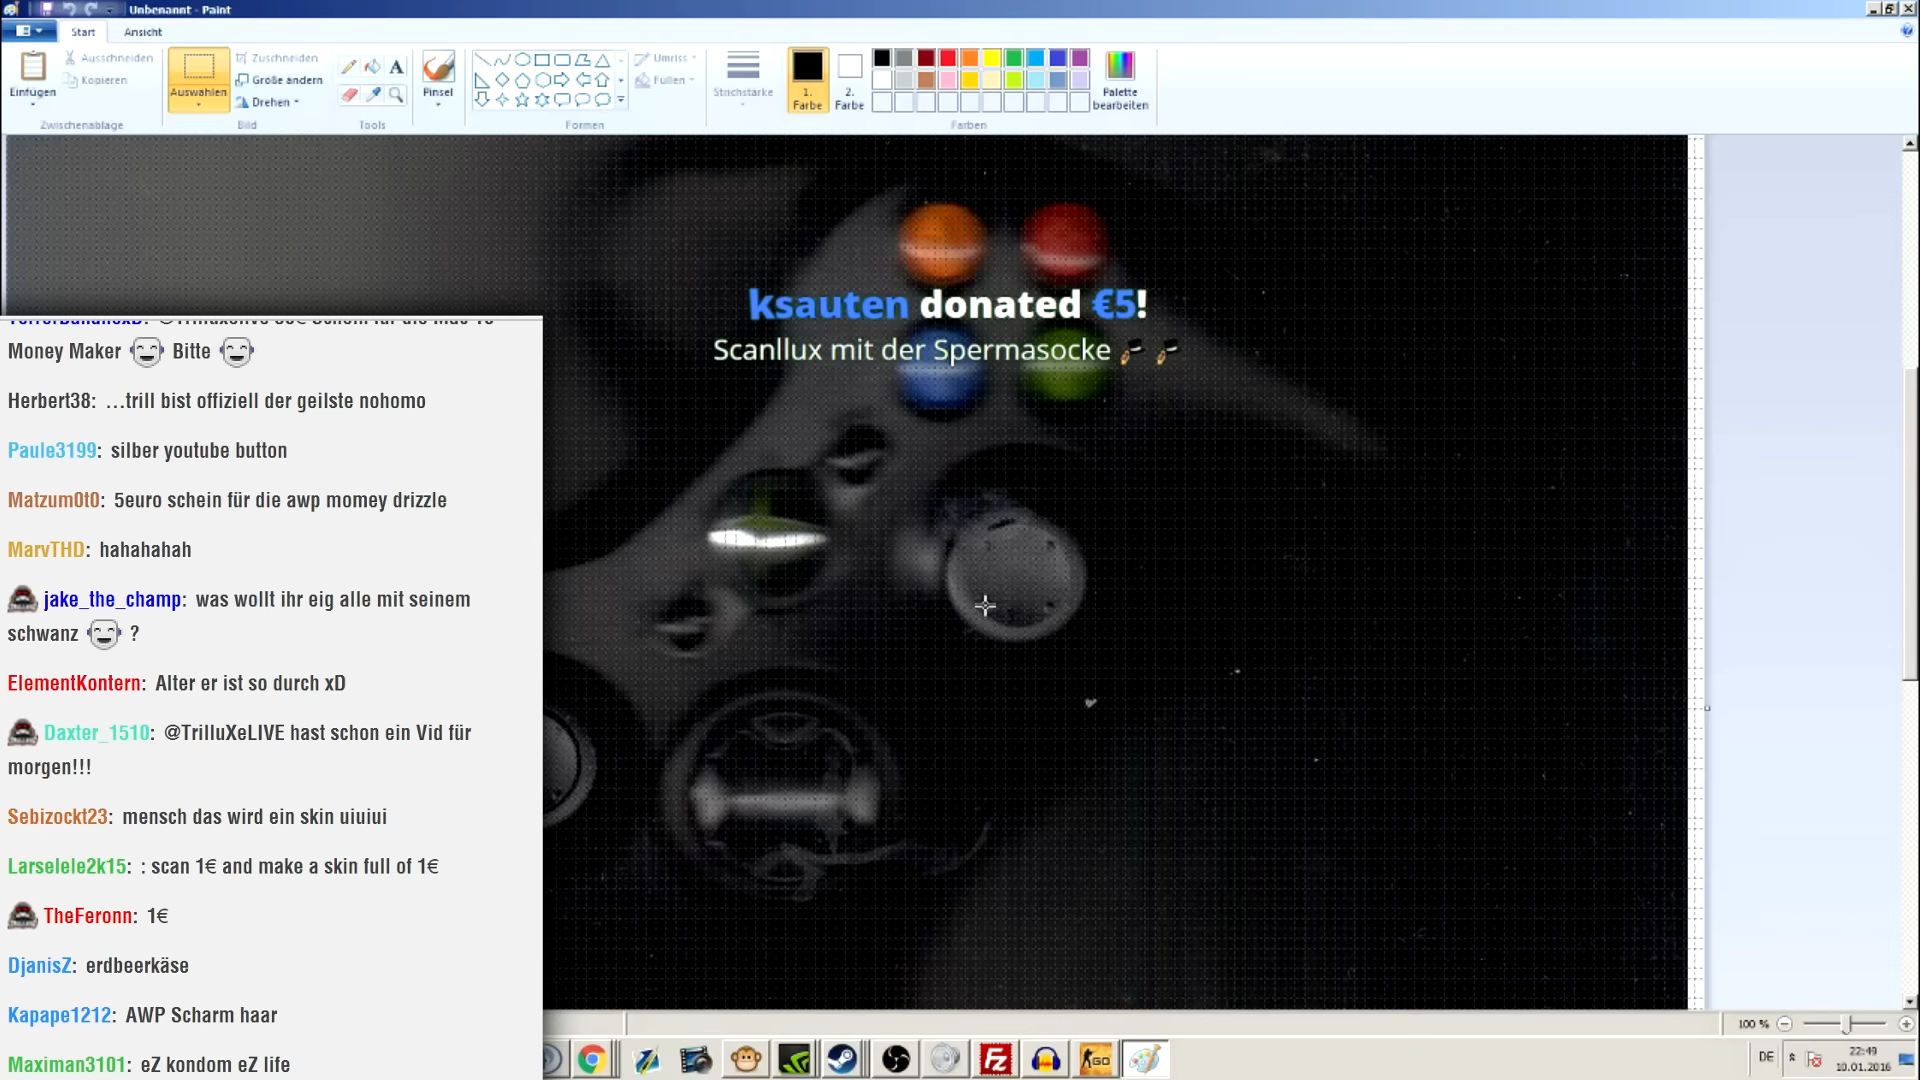 Unbenannt - Paint
Start Ansicht
Einfügen
Ausschneiden
Kopieren
Zwischenablage
Auswählen
Zuschneiden
Größe ändern
Drehen
Bild
Tools
Pinsel
Umriss
Füllen
Formen
Strichstärke
1.
Farbe
2.
Farbe
Palette
bearbeiten
Farben
ksauten donated €5!
Scanllux mit der Spermasocke
Money Maker Bitte
Herbert38: ...trill bist offiziell der geilste nohomo
Paule3199: silber youtube button
Matzum0t0: 5euro schein für die awp momey drizzle
MarvTHD: hahahahah
jake_the_champ: was wollt ihr eig alle mit seinem
schwanz ?
ElementKontern: Alter er ist so durch xD
Daxter_1510: @TrilluXeLIVE hast schon ein Vid für
morgen!!!
Sebizockt23: mensch das wird ein skin uiuiui
Larselele2k15: : scan 1€ and make a skin full of 1€
TheFeronn: 1€
DjanisZ: erdbeerkäse
Kapape1212: AWP Scharm haar
Maximan3101: eZ kondom eZ life
100 %
DE
22:49
10.01.2016